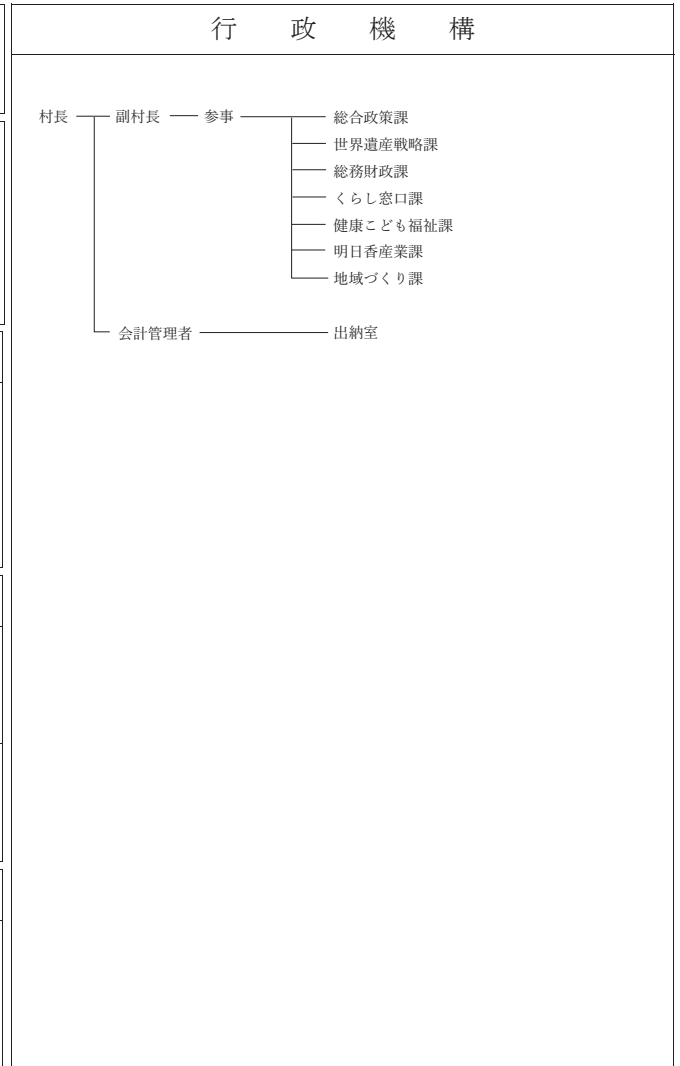 行政機構
村長 副村長 参事 総合政策課
世界遺産戦略課
総務財政課
くらし窓口課
健康こども福祉課
明日香産業課
地域づくり課
会計管理者 出納室